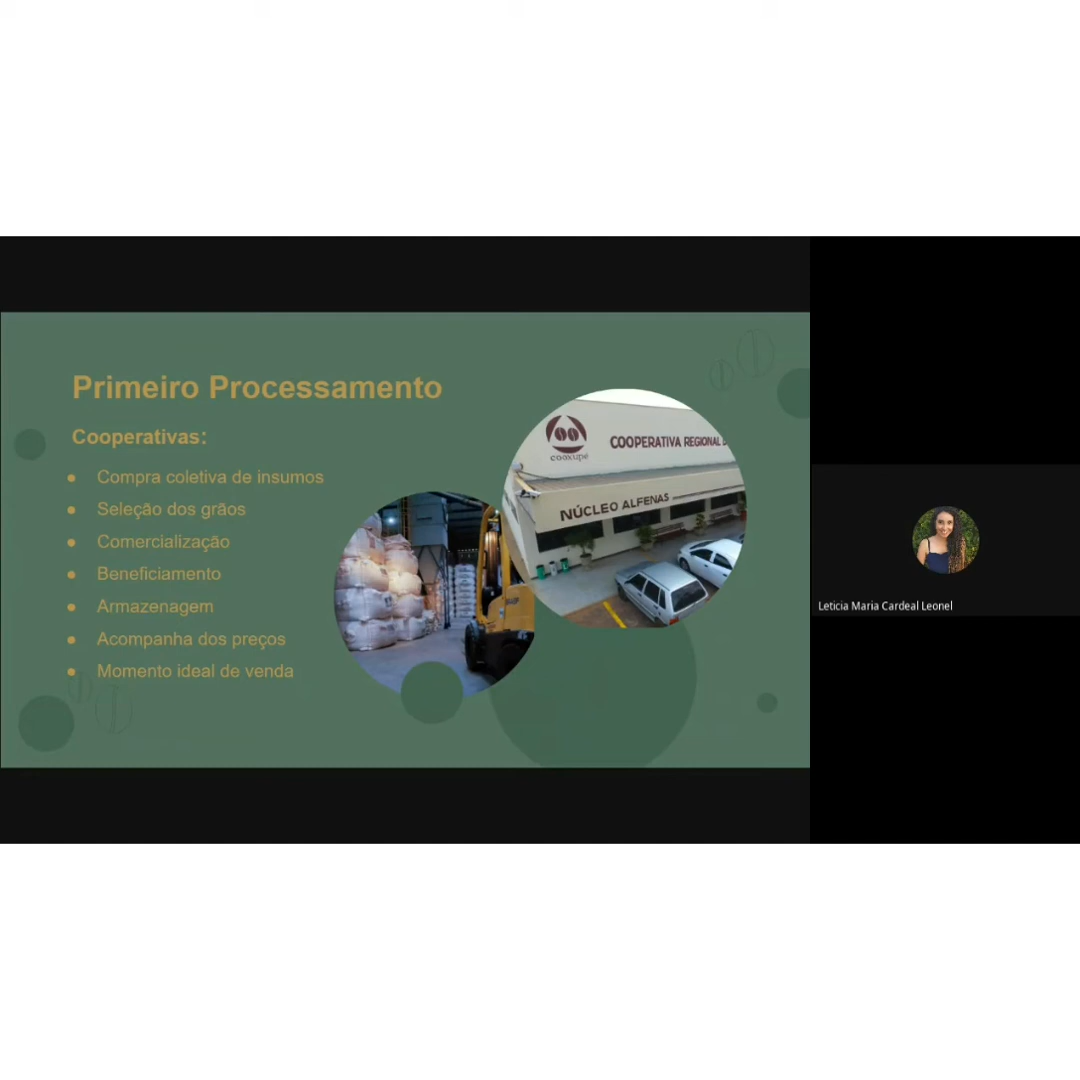 Primeiro Processamento
Cooperativas:
Compra coletiva de insumos
Seleção dos grãos
Comercialização
Beneficiamento
Armazenagem
Acompanha dos preços
Momento ideal de venda
COOPERATIVA REGIONAL
cooxupé
NÚCLEO ALFENAS
Leticia Maria Cardeal Leonel